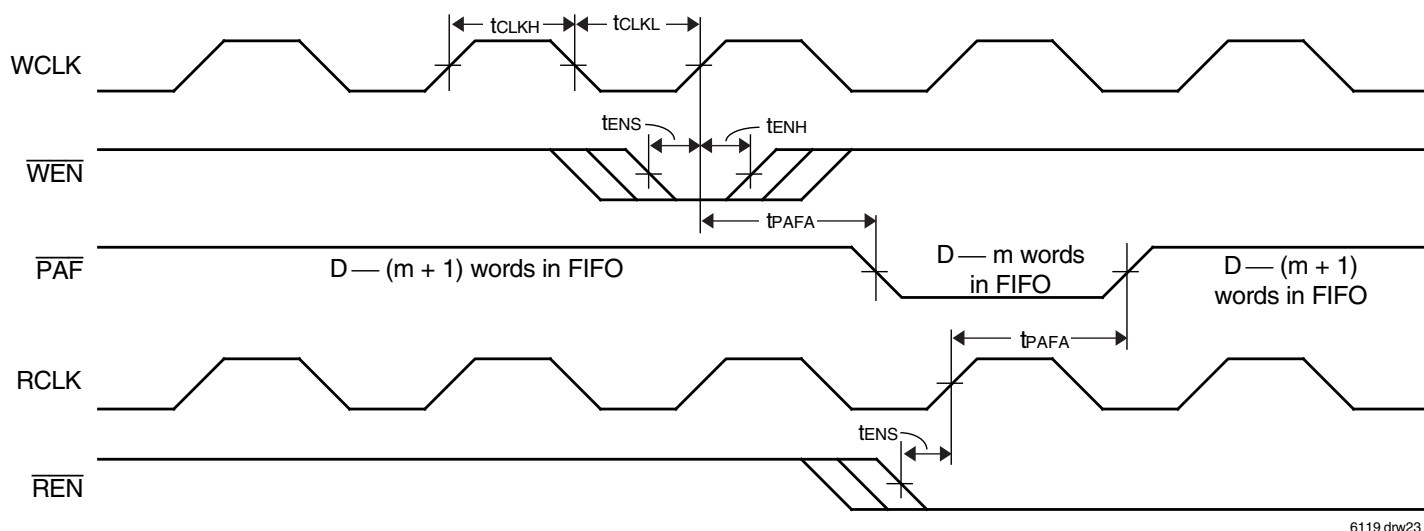 tCLKH
tCLKL
WCLK
tENS
tENH
WEN
tPAFA
PAF
D — (m + 1) words in FIFO
D — m words
in FIFO
D — (m + 1)
words in FIFO
tPAFA
RCLK
tENS
REN
6119 drw23